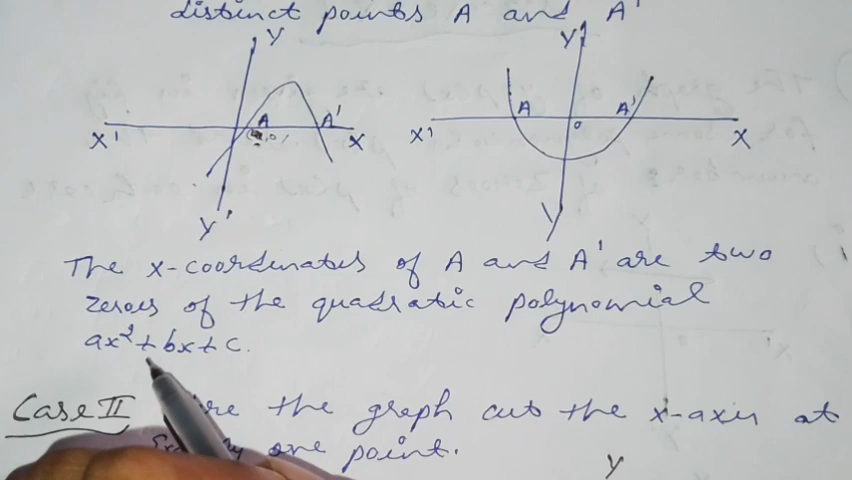 distinct points A and A'
Y Y
A A' A A'
X' X X' O X
Y'
The x-coordinates of A and A' are two
zeroes of the quadratic polynomial
ax²+bx+c.
Case II the graph cut the x-axis at
one point.
Y